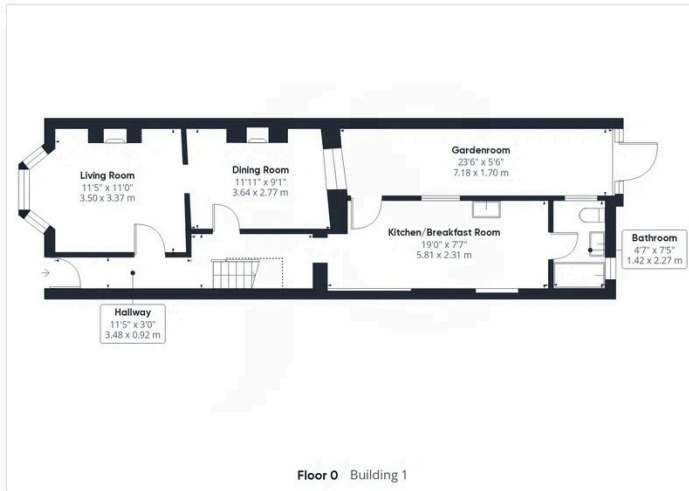 Living Room
11'5" x 11'0"
3.50 x 3.37 m
Dining Room
11'11" x 9'1"
3.64 x 2.77 m
Gardenroom
23'6" x 5'6"
7.18 x 1.70 m
Kitchen/Breakfast Room
19'0" x 7'7"
5.81 x 2.31 m
Bathroom
4'7" x 7'5"
1.42 x 2.27 m
Hallway
11'5" x 3'0"
3.48 x 0.92 m
Floor 0 Building 1